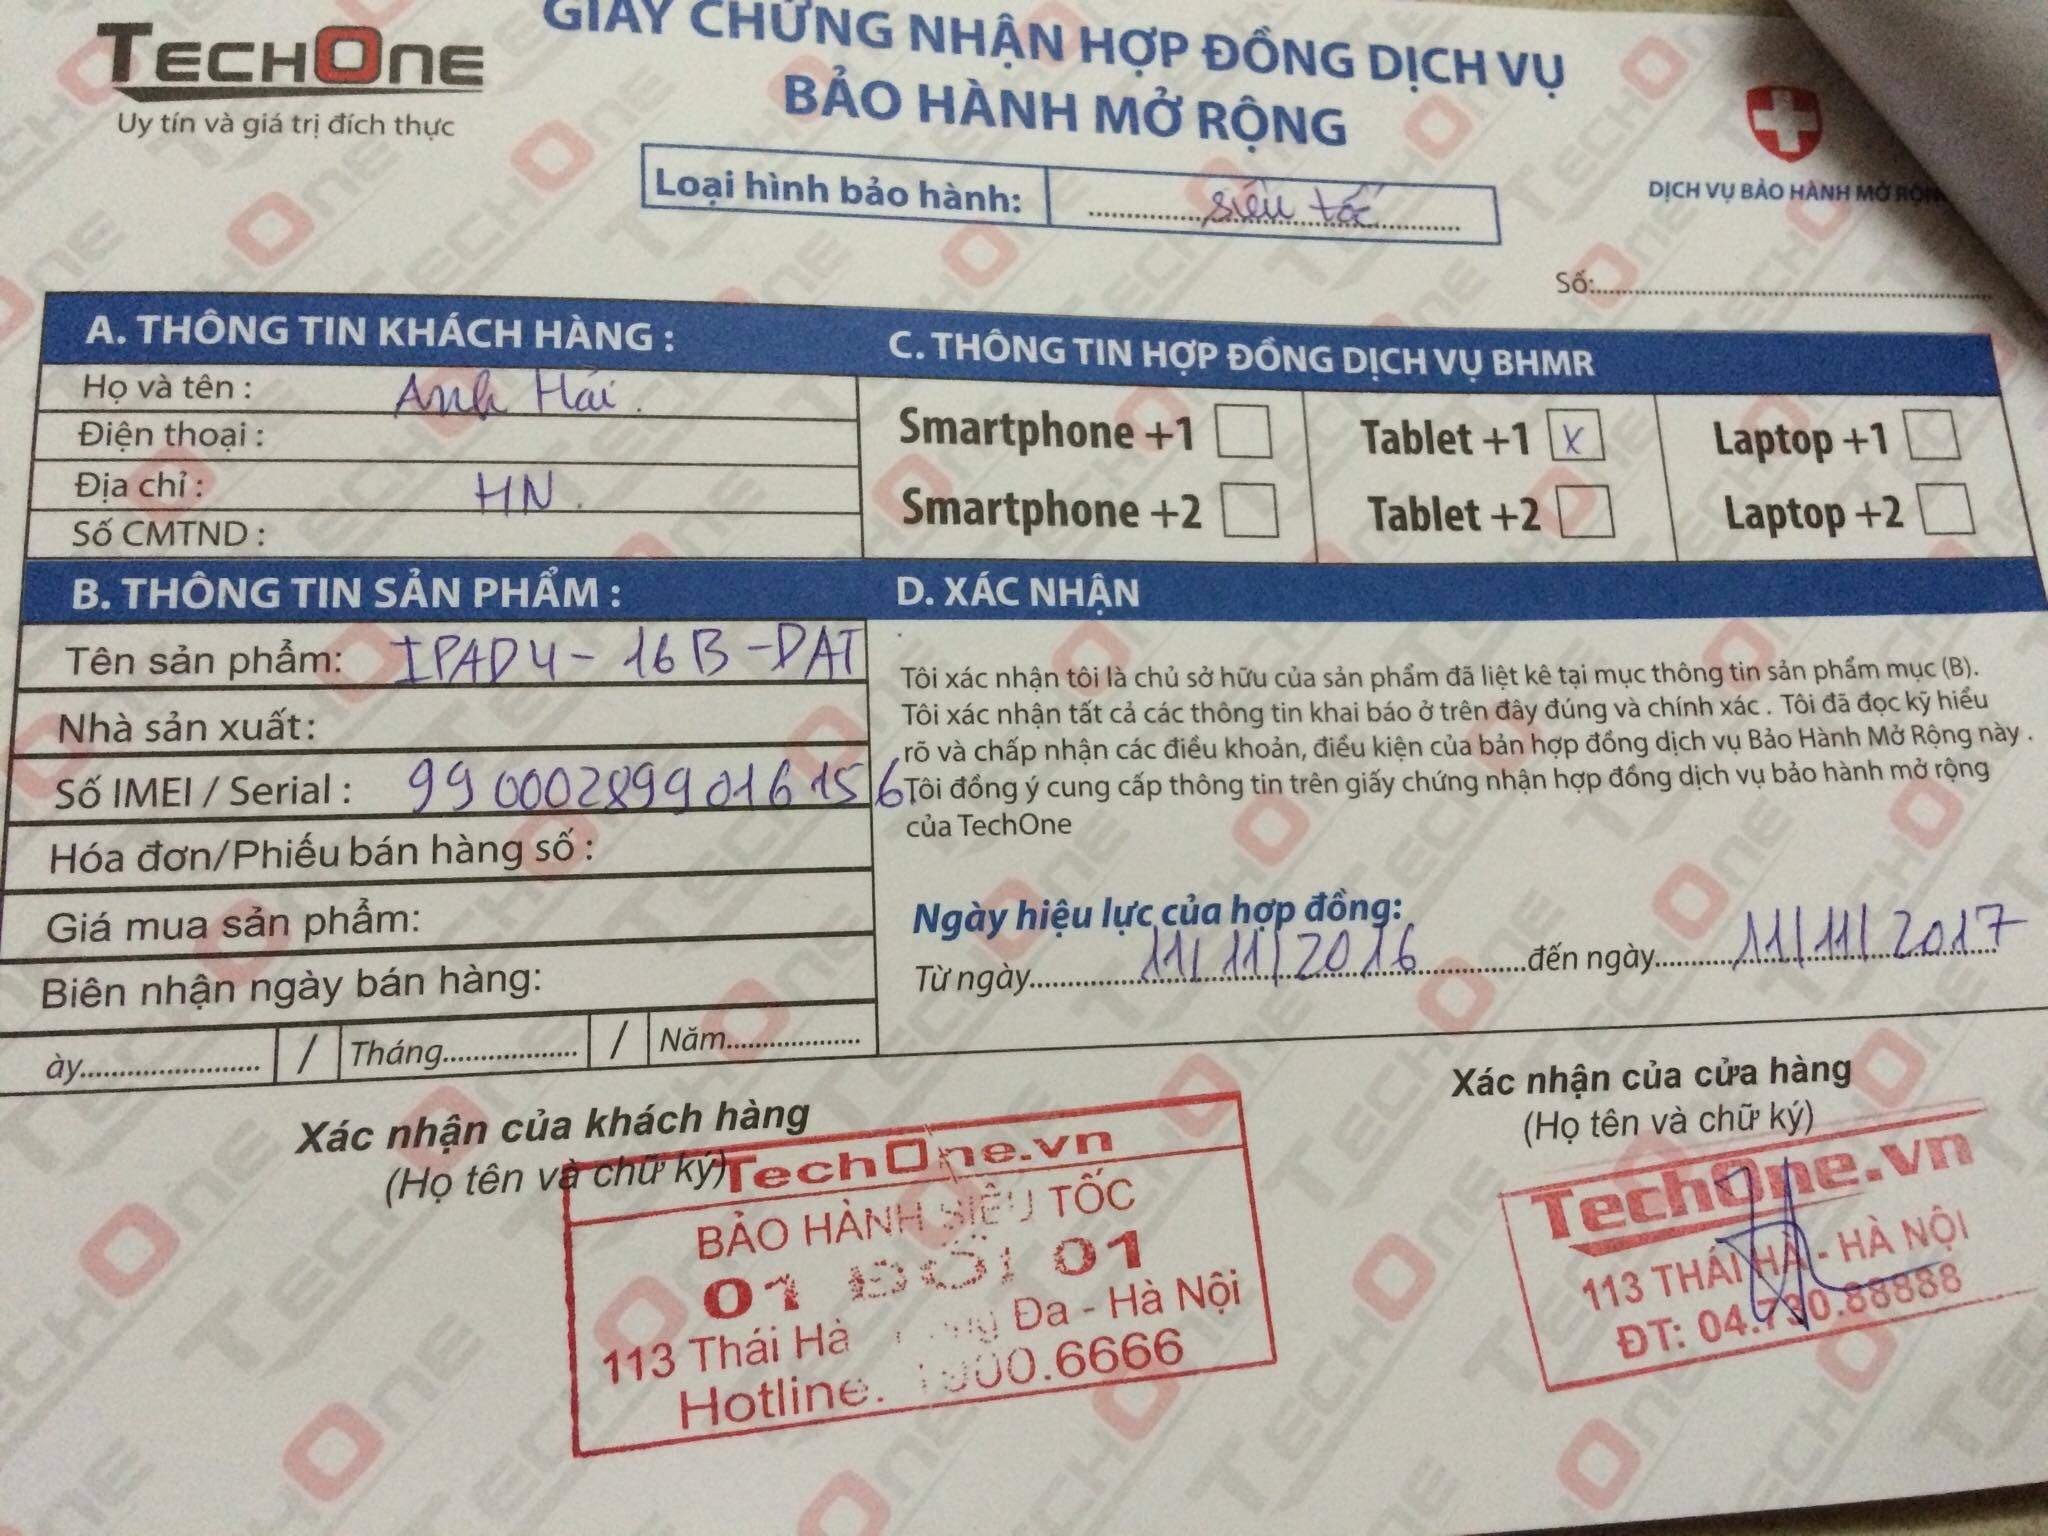 TECHONE
Uy tín và giá trị đích thực
GIẤY CHỨNG NHẬN HỢP ĐỒNG DỊCH VỤ
BẢO HÀNH MỞ RỘNG
Loại hình bảo hành: siêu tốc
DỊCH VỤ BẢO HÀNH MỞ RỘNG
Số:
A. THÔNG TIN KHÁCH HÀNG :
Họ và tên : Anh Hải.
Điện thoại :
Địa chỉ : HN.
Số CMTND :
C. THÔNG TIN HỢP ĐỒNG DỊCH VỤ BHMR
Smartphone +1 Tablet +1 X Laptop +1
Smartphone +2 Tablet +2 Laptop +2
B. THÔNG TIN SẢN PHẨM :
Tên sản phẩm: IPAD4 - 16B - DAT
Nhà sản xuất:
Số IMEI / Serial : 990002899016156
Hóa đơn/Phiếu bán hàng số :
Giá mua sản phẩm:
Biên nhận ngày bán hàng:
ày / Tháng / Năm
D. XÁC NHẬN
Tôi xác nhận tôi là chủ sở hữu của sản phẩm đã liệt kê tại mục thông tin sản phẩm mục (B).
Tôi xác nhận tất cả các thông tin khai báo ở trên đây đúng và chính xác . Tôi đã đọc kỹ hiểu
rõ và chấp nhận các điều khoản, điều kiện của bản hợp đồng dịch vụ Bảo Hành Mở Rộng này .
Tôi đồng ý cung cấp thông tin trên giấy chứng nhận hợp đồng dịch vụ bảo hành mở rộng
của TechOne
Ngày hiệu lực của hợp đồng:
Từ ngày 11/11/2016 đến ngày 11/11/2017
Xác nhận của khách hàng
(Họ tên và chữ ký)
TechOne.vn
BẢO HÀNH SIÊU TỐC
01 ĐỔI 01
113 Thái Hà Đa - Hà Nội
Hotline. 1900.6666
Xác nhận của cửa hàng
(Họ tên và chữ ký)
TechOne.vn
113 THÁI HÀ - HÀ NỘI
ĐT: 04.730.88888